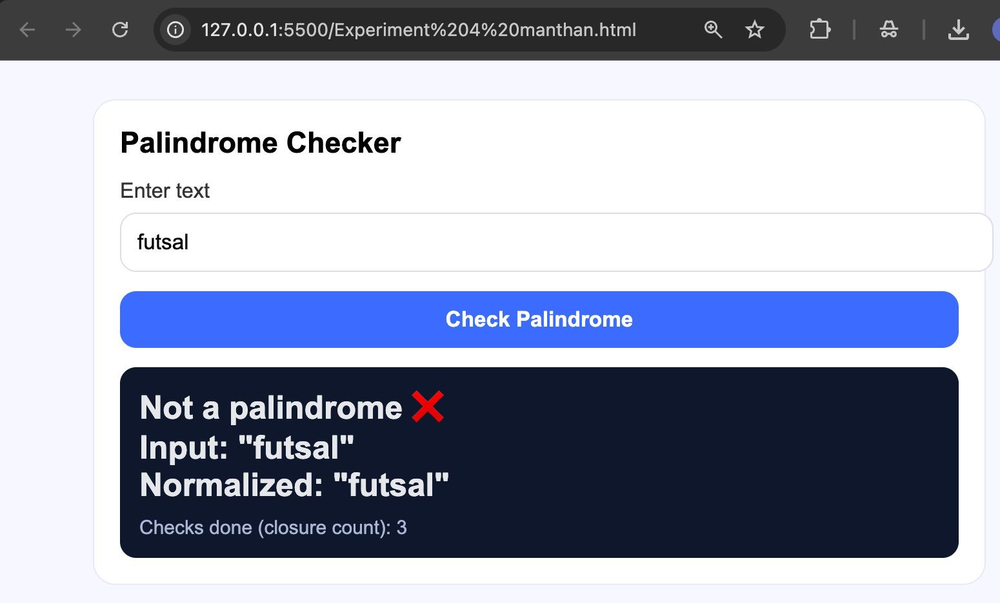 127.0.0.1:5500/Experiment%204%20manthan.html
Palindrome Checker
Enter text
futsal
Check Palindrome
Not a palindrome ❌
Input: "futsal"
Normalized: "futsal"
Checks done (closure count): 3